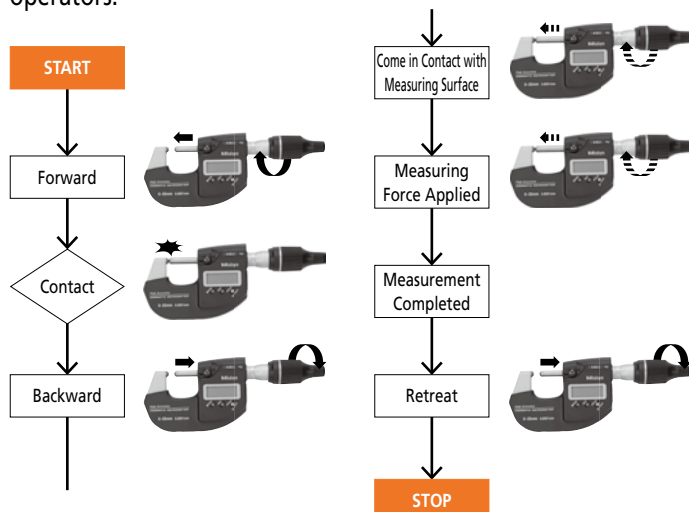 operators.
START
Forward
Contact
Backward
Come in Contact with
Measuring Surface
Measuring
Force Applied
Measurement
Completed
Retreat
STOP